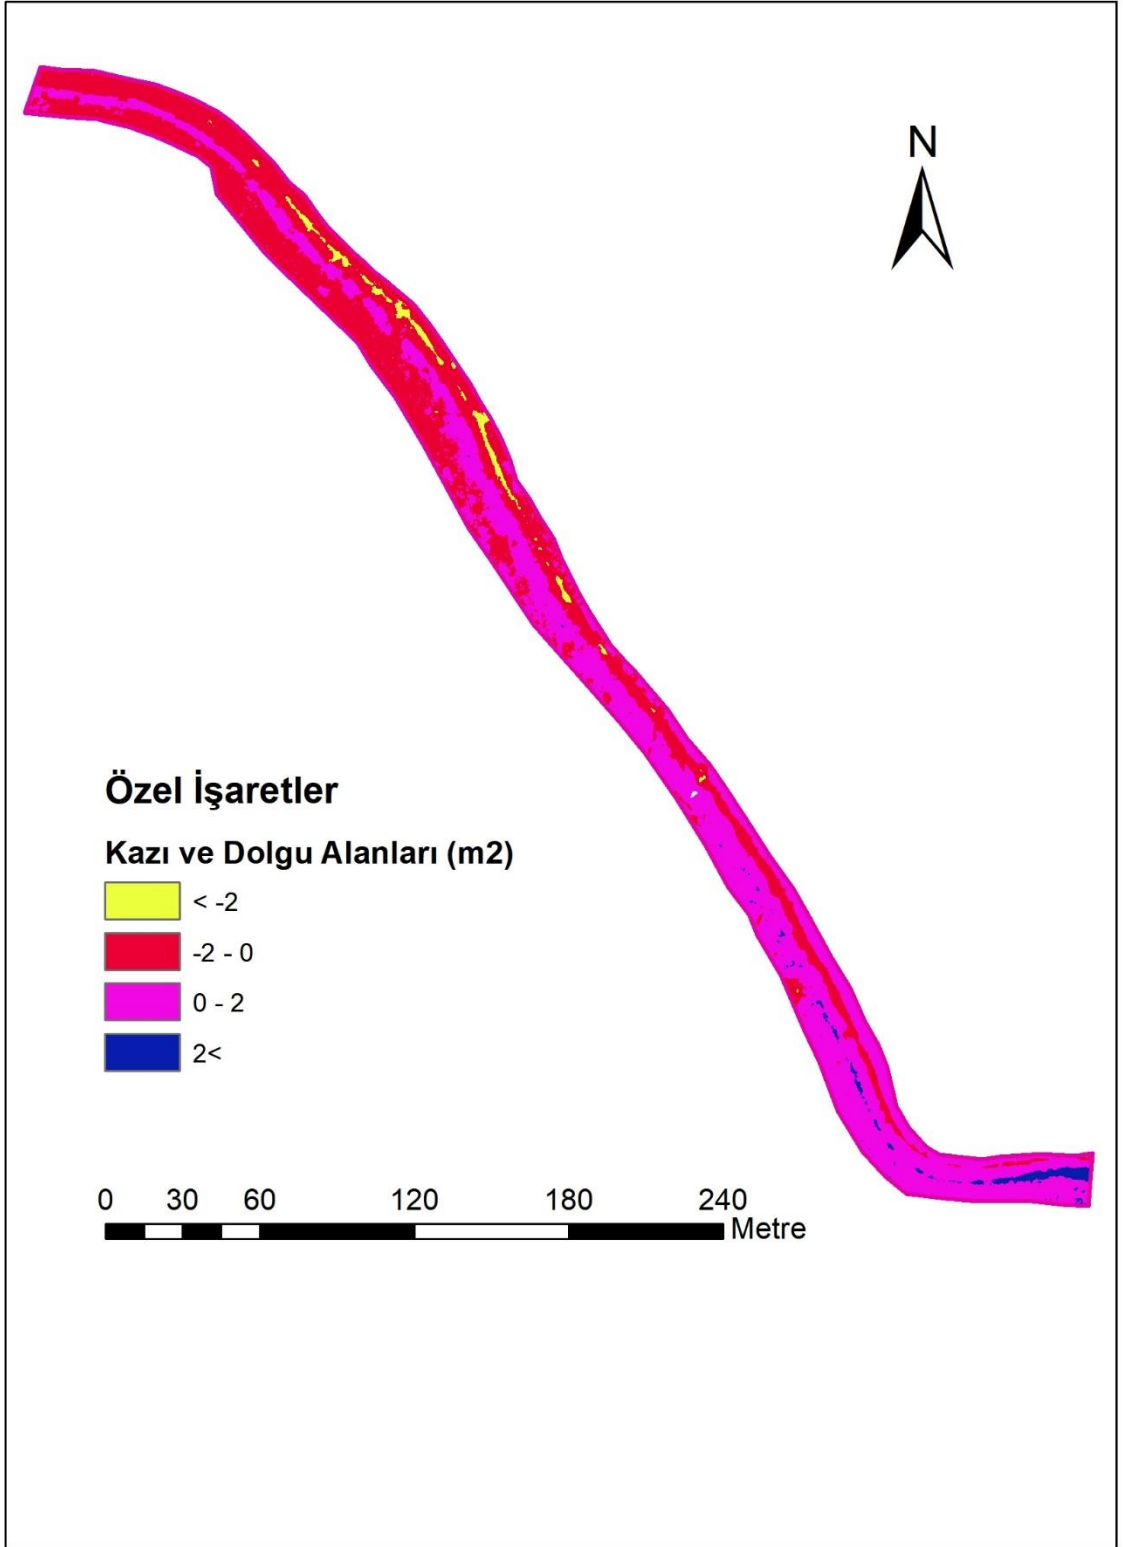 N
Özel İşaretler
Kazı ve Dolgu Alanları (m2)
< -2
-2 - 0
0 - 2
2<
0 30 60 120 180 240
Metre